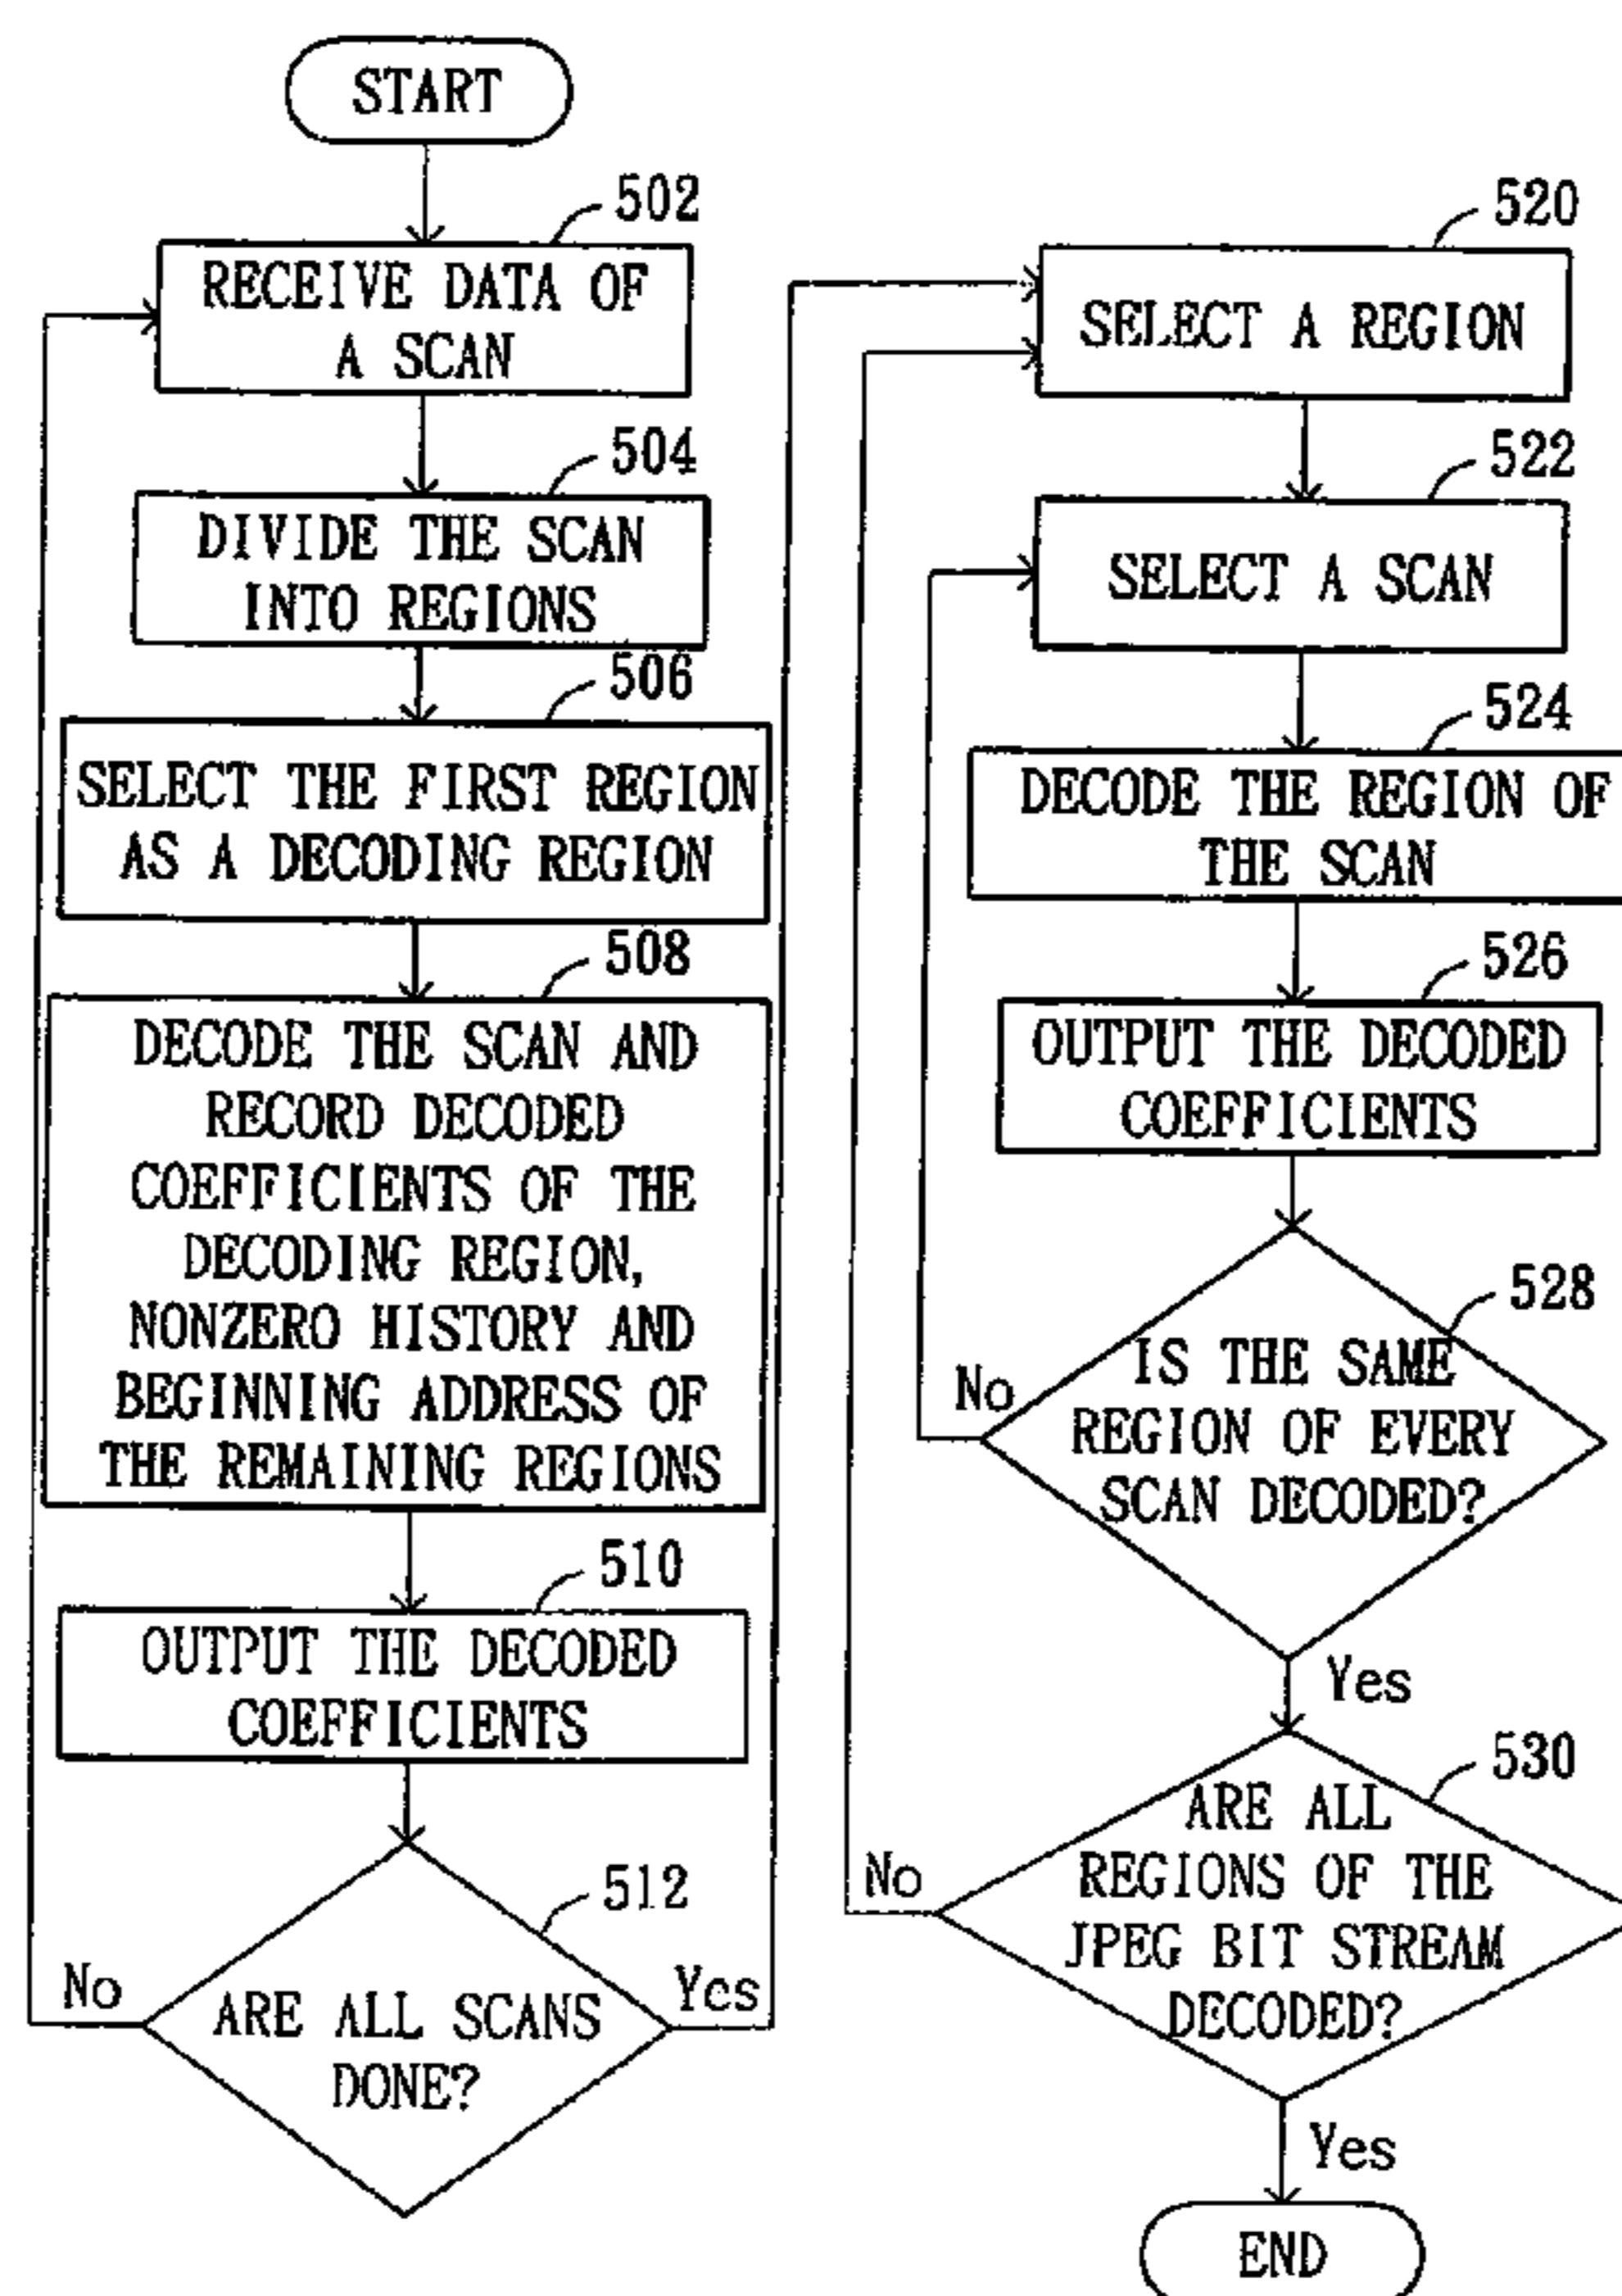 START
502
RECEIVE DATA OF
A SCAN
504
DIVIDE THE SCAN
INTO REGIONS
506
SELECT THE FIRST REGION
AS A DECODING REGION
508
DECODE THE SCAN AND
RECORD DECODED
COEFFICIENTS OF THE
DECODING REGION,
NONZERO HISTORY AND
BEGINNING ADDRESS OF
THE REMAINING REGIONS
510
OUTPUT THE DECODED
COEFFICIENTS
512
No
Yes
ARE ALL SCANS
DONE?
520
SELECT A REGION
522
SELECT A SCAN
524
DECODE THE REGION OF
THE SCAN
526
OUTPUT THE DECODED
COEFFICIENTS
528
IS THE SAME
No
REGION OF EVERY
SCAN DECODED?
Yes
530
ARE ALL
No
REGIONS OF THE
JPEG BIT STREAM
DECODED?
Yes
END